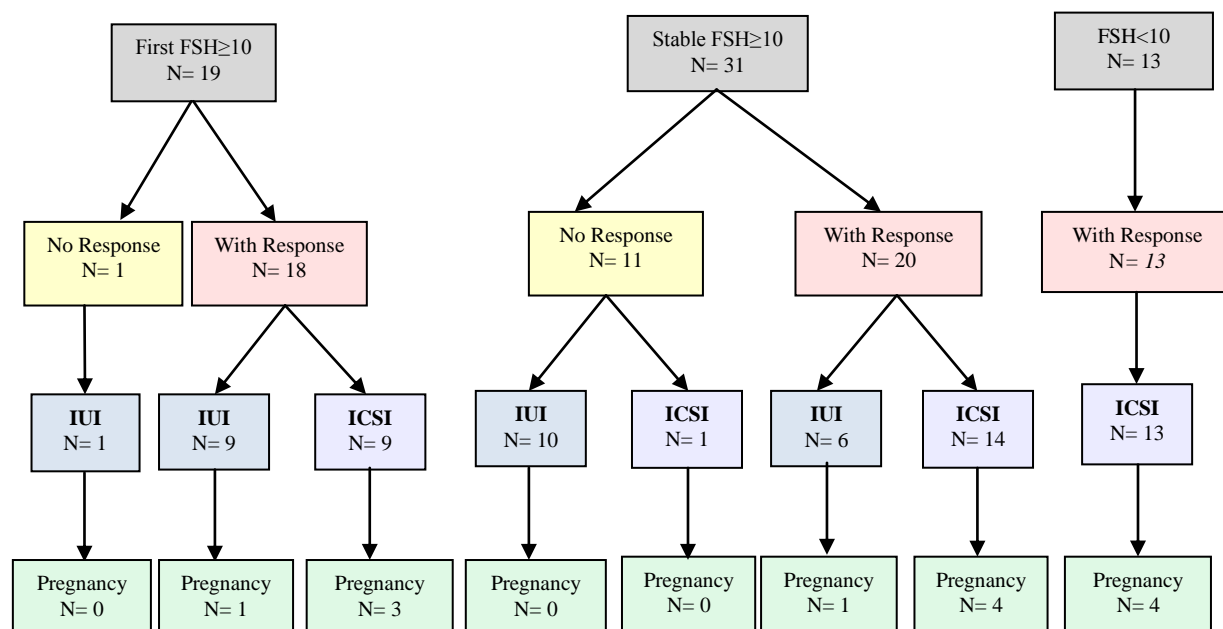 First FSH≥10
N= 19
Stable FSH≥10
N= 31
FSH<10
N= 13
No Response
N= 1
With Response
N= 18
No Response
N= 11
With Response
N= 20
With Response
N= 13
IUI
N= 1
IUI
N= 9
ICSI
N= 9
IUI
N= 10
ICSI
N= 1
IUI
N= 6
ICSI
N= 14
ICSI
N= 13
Pregnancy
N= 0
Pregnancy
N= 1
Pregnancy
N= 3
Pregnancy
N= 0
Pregnancy
N= 0
Pregnancy
N= 1
Pregnancy
N= 4
Pregnancy
N= 4